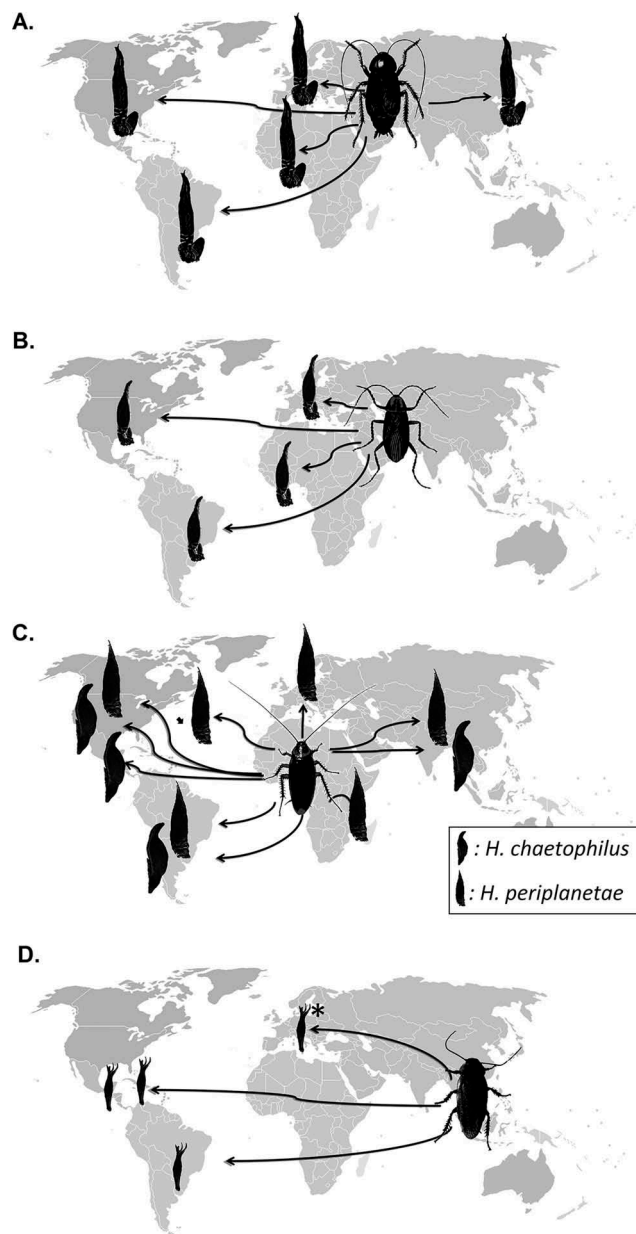 A.
B.
C.
: H. chaetophilus
: H. periplanetae
D.
*